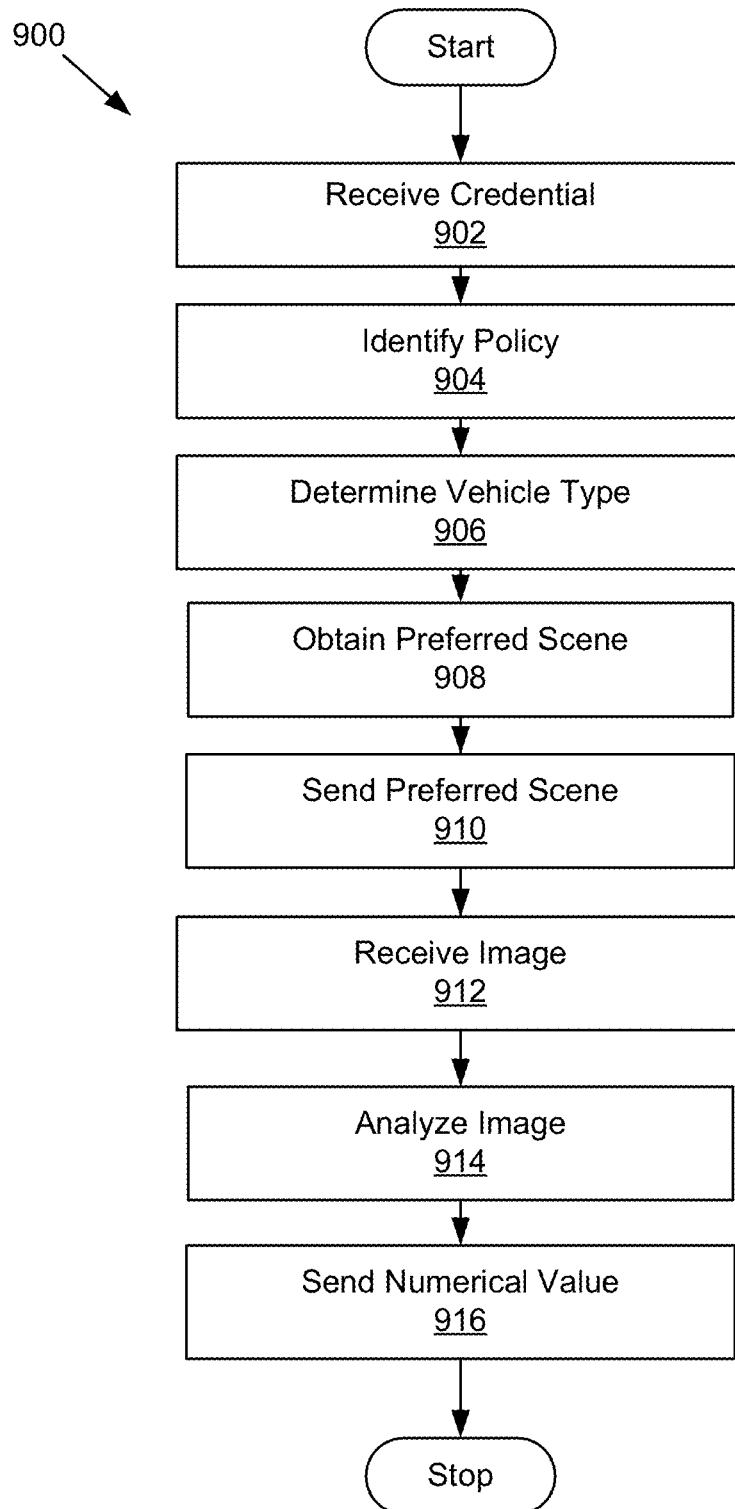 900
Start
Receive Credential
902
Identify Policy
904
Determine Vehicle Type
906
Obtain Preferred Scene
908
Send Preferred Scene
910
Receive Image
912
Analyze Image
914
Send Numerical Value
916
Stop